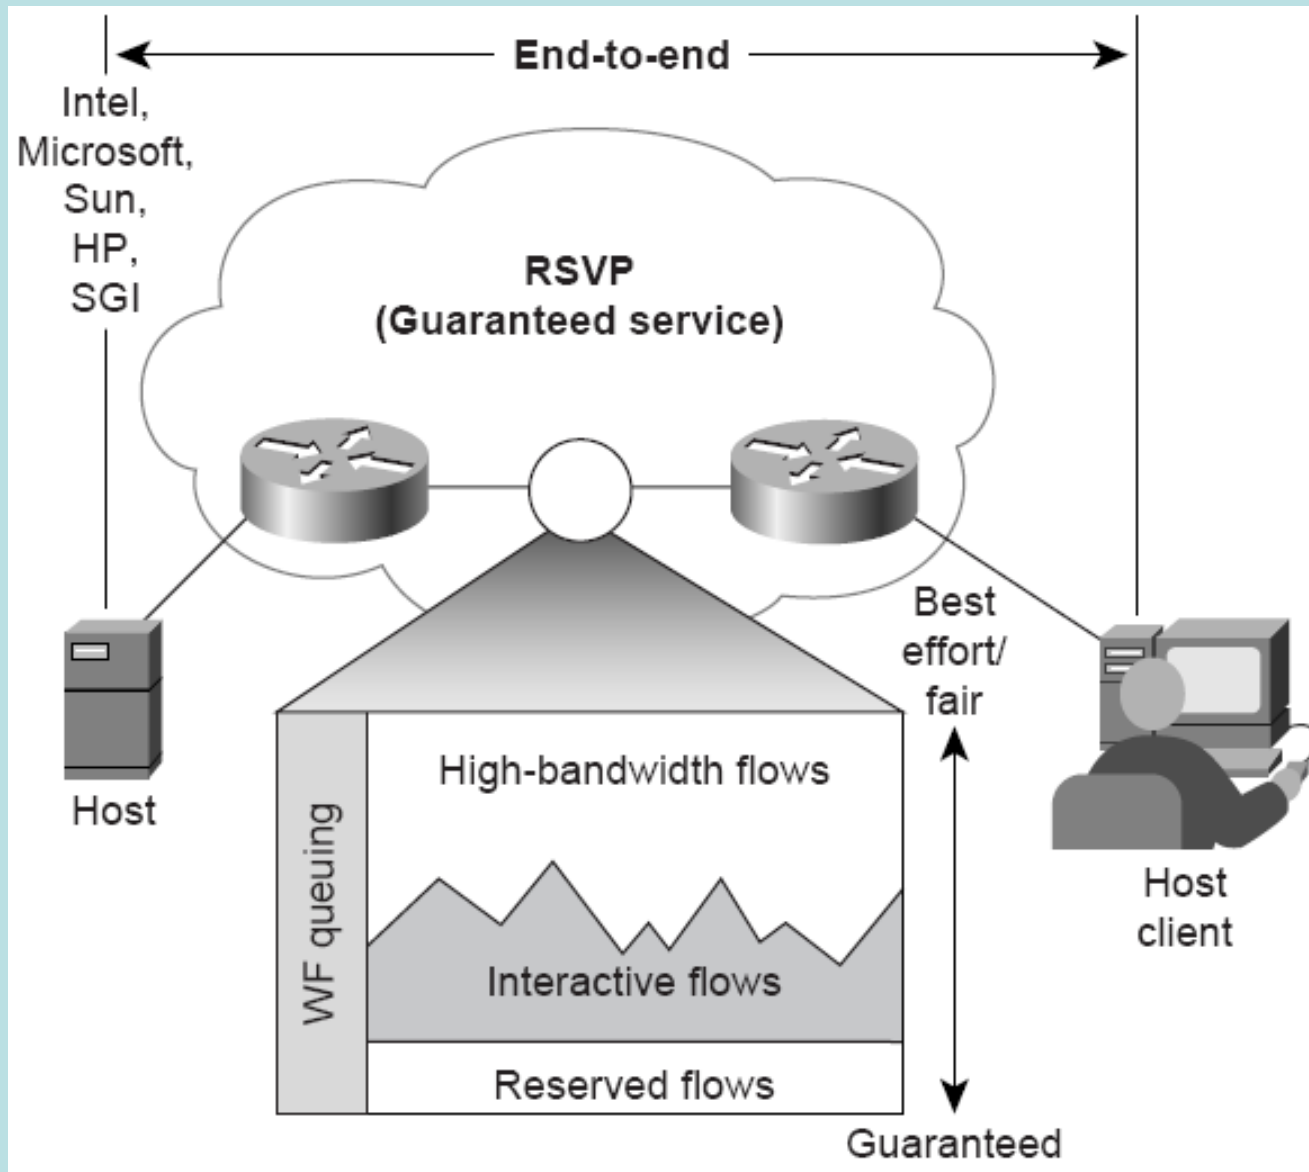 End-to-end
Intel,
Microsoft,
Sun,
HP,
SGI
RSVP
(Guaranteed service)
Best
effort/
fair
High-bandwidth flows
Host
WF queuing
Host
client
Interactive flows
Reserved flows
Guaranteed